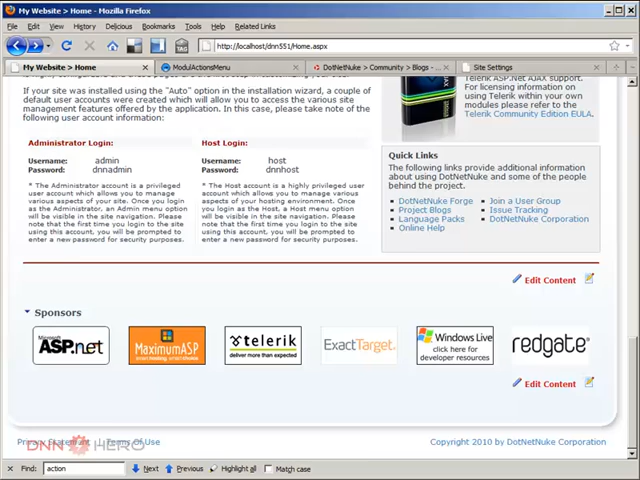 My Website > Home - Mozilla Firefox
File Edit View History Delicious Bookmarks Tools Help Related Links
http://localhost/dnn551/Home.aspx
My Website > Home
ModulActionsMenu
DotNetNuke > Community > Blogs - ...
Site Settings
If your site was installed using the "Auto" option in the installation wizard, a couple of
default user accounts were created which will allow you to access the various site
management features offered by the application. In this case, please take note of the
following user account information:
Administrator Login:
Username: admin
Password: dnnadmin
* The Administrator account is a privileged
user account which allows you to manage
various aspects of your site. Once you login
as the Administrator, an Admin Menu option
will be visible in the site navigation. Please
note that the first time you login to the site
using this account, you will be prompted to
enter a new password for security purposes.
Host Login:
Username: host
Password: dnnhost
* The Host account is a highly privileged user
account which allows you to manage various
aspects of your hosting environment. Once
you login as the Host, a Host menu option
will be visible in the site navigation. Please
note that the first time you login to the site
using this account, you will be prompted to
enter a new password for security purposes.
Telerik ASP.Net AJAX support.
For licensing information on
using Telerik within your own
modules please refer to the
Telerik Community Edition EULA.
Quick Links
The following links provide additional information
about using DotNetNuke and some of the people
behind the project.
DotNetNuke Forge
Project Blogs
Language Packs
Online Help
Join a User Group
Issue Tracking
DotNetNuke Corporation
Edit Content
Sponsors
Microsoft
ASP.net
MaximumASP
telerik
deliver more than expected
ExactTarget.
Windows Live
click here for
developer resources
redgate
Edit Content
Privacy Statement | Terms Of Use
DNN HERO
Copyright 2010 by DotNetNuke Corporation
Find: action Next Previous Highlight all Match case